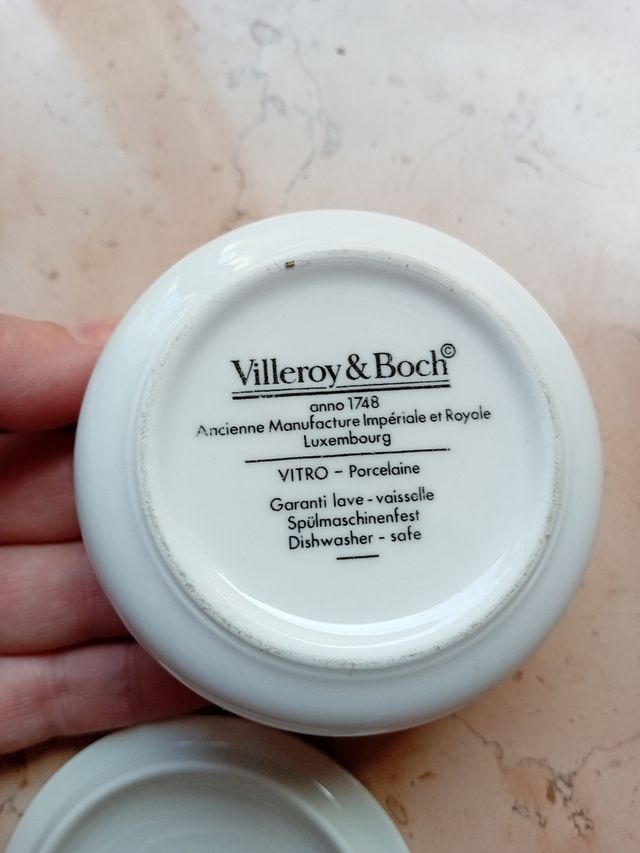 Villeroy & Boch©
anno 1748
Ancienne Manufacture Impériale et Royale
Luxembourg
VITRO - Porcelaine
Garanti lave - vaisselle
Spülmaschinenfest
Dishwasher - safe